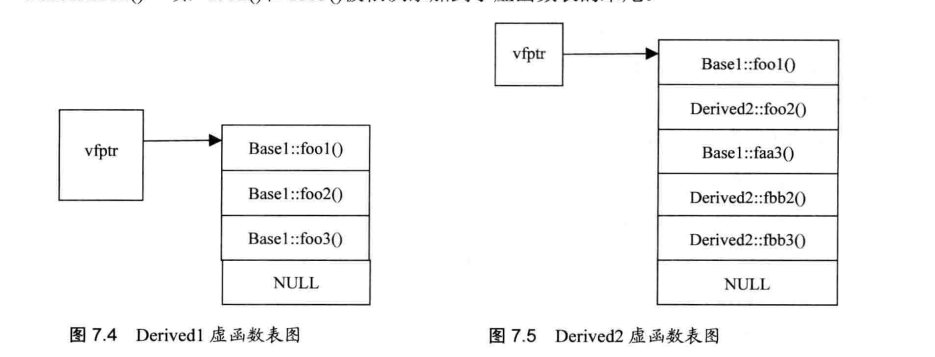 vfptr
Base1::foo1()
Base1::foo2()
Base1::foo3()
NULL
图 7.4 Derived1 虚函数表图
vfptr
Base1::foo1()
Derived2::foo2()
Base1::faa3()
Derived2::fbb2()
Derived2::fbb3()
NULL
图 7.5 Derived2 虚函数表图